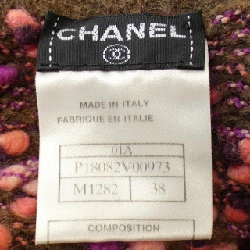 CHANEL
MADE IN ITALY
FABRIQUE EN ITALIE
01A
P18082V00973
M1282 38
COMPOSITION